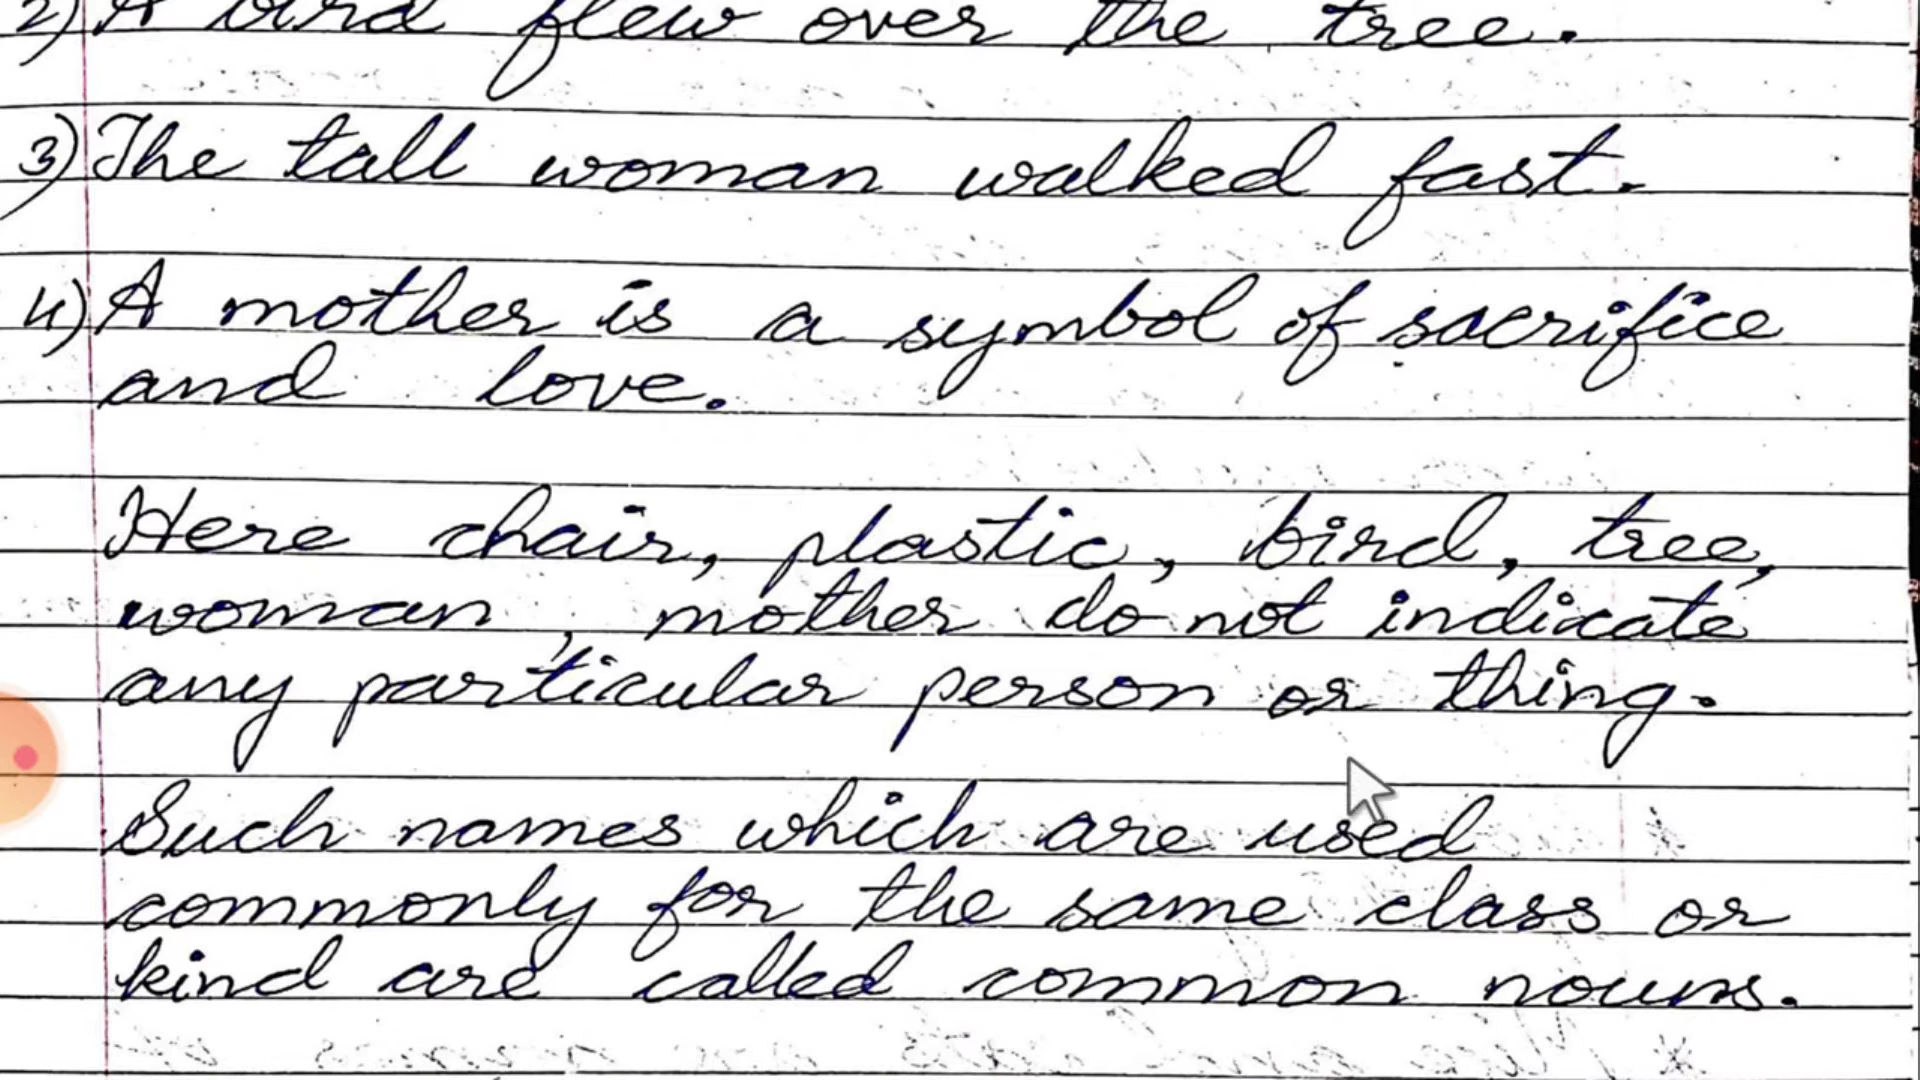 2) A bird flew over the tree.
3) The tall woman walked fast.
4) A mother is a symbol of sacrifice
and love.
Here chair, plastic, bird, tree,
woman, mother do not indicate
any particular person or thing.
Such names which are used
commonly for the same class or
kind are called common nouns.